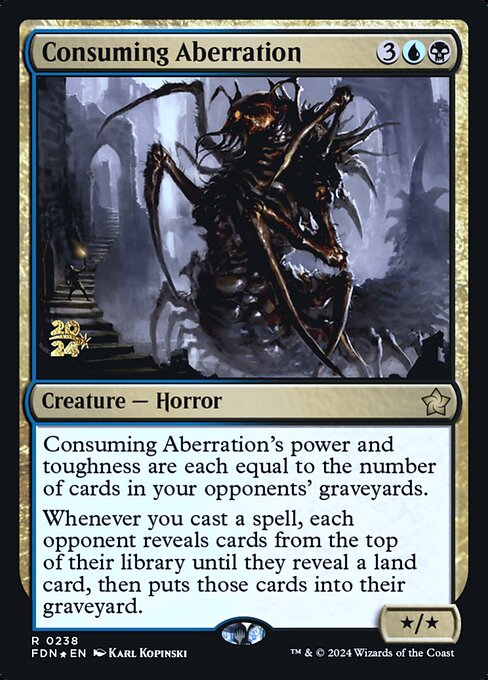 Consuming Aberration 3
2024
Creature — Horror
Consuming Aberration's power and
toughness are each equal to the number
of cards in your opponents' graveyards.
Whenever you cast a spell, each
opponent reveals cards from the top
of their library until they reveal a land
card, then puts those cards into their
graveyard.
★/★
R 0238
FDN★EN Karl Kopinski ™ & © 2024 Wizards of the Coast